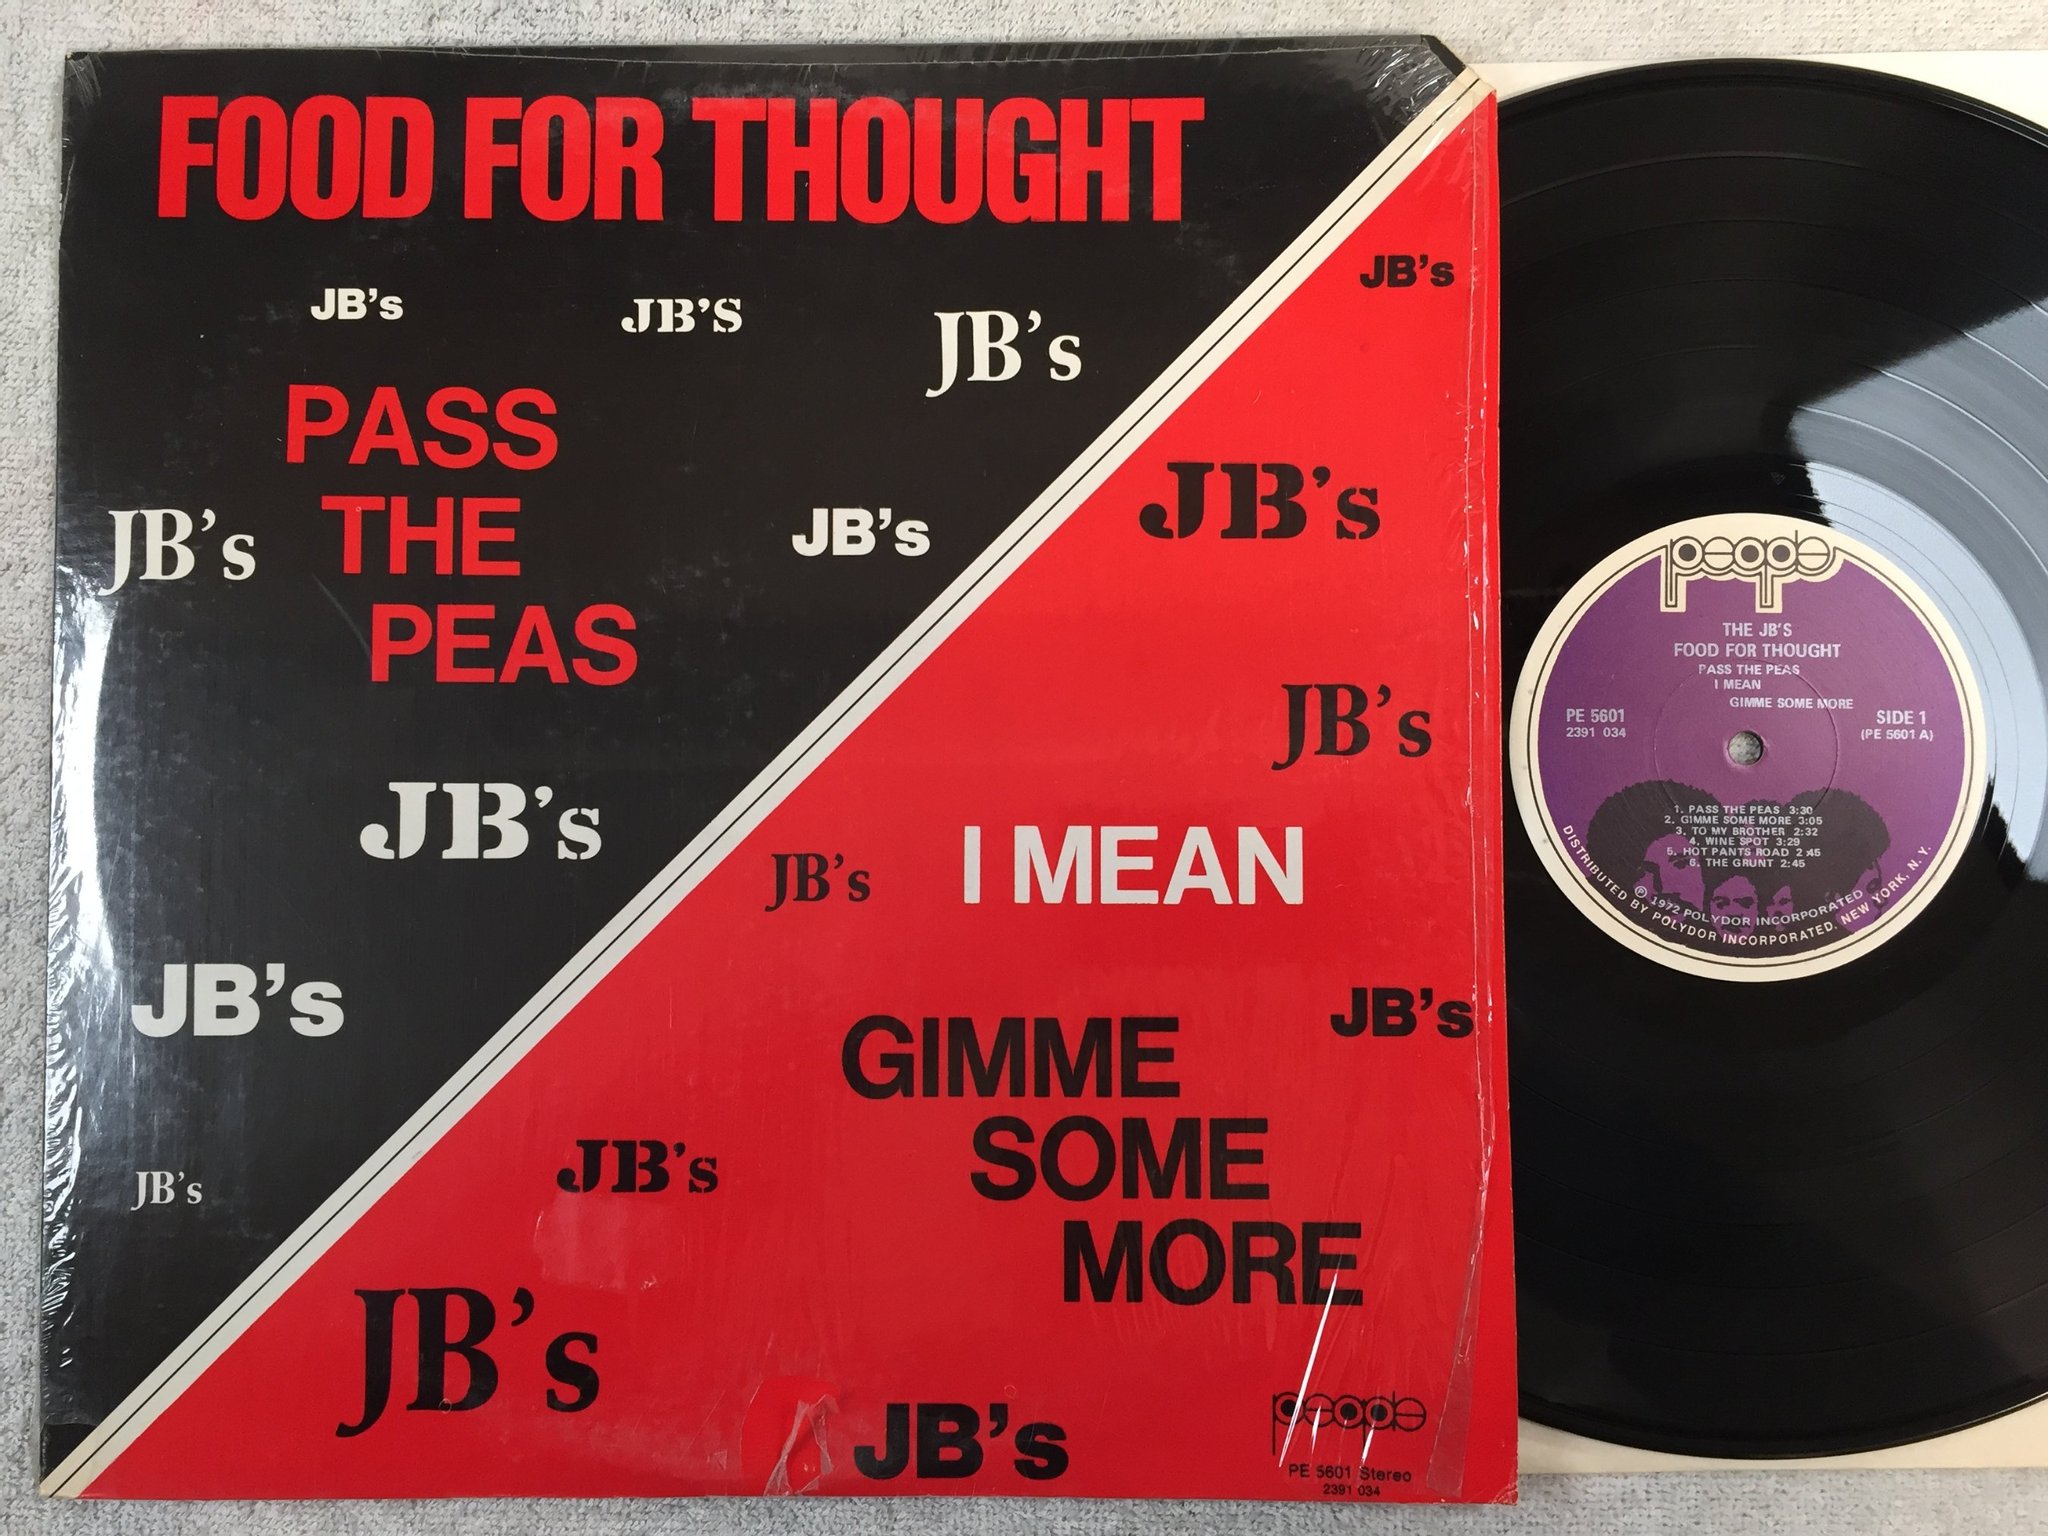 FOOD FOR THOUGHT
JB's
JB'S
JB's
PASS
THE
PEAS
JB's
JB's
JB's
JB's
JB's
JB's
JB's
JB's
JB's
I MEAN
JB's
GIMME
SOME
MORE
JB's
JB's
JB's
people
PE 5601 Stereo
2391 034
people
THE JB'S
FOOD FOR THOUGHT
PASS THE PEAS
I MEAN
GIMME SOME MORE
PE 5601
2391 034
SIDE 1
(PE 5601 A)
1. PASS THE PEAS 3:30
2. GIMME SOME MORE 3:05
3. TO MY BROTHER 2:32
4. WINE SPOT 3:29
5. HOT PANTS ROAD 2:45
6. THE GRUNT 2:45
℗ 1972 POLYDOR INCORPORATED
DISTRIBUTED BY POLYDOR INCORPORATED, NEW YORK, N.Y.